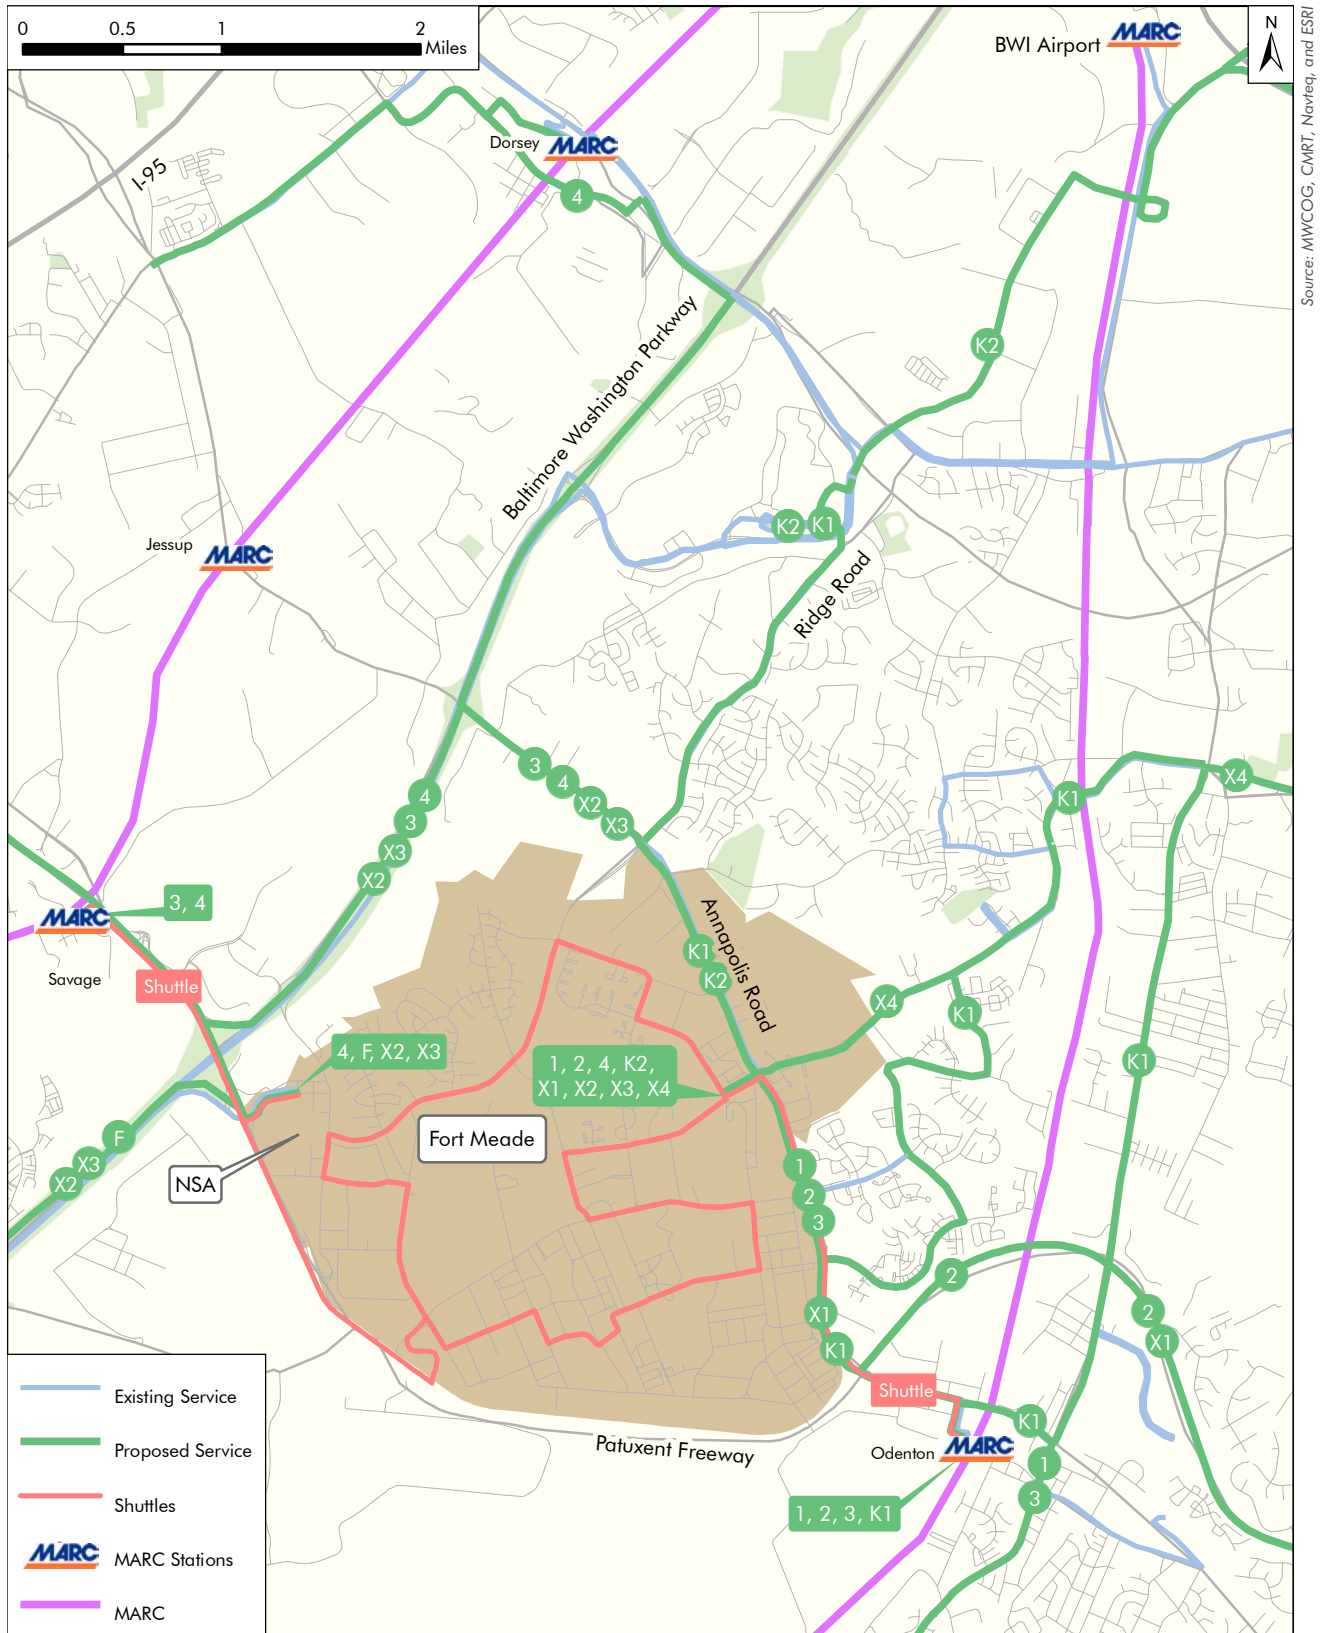 0 0.5 1 2
Miles
BWI Airport MARC
N
Source: MWCOG, CMRT, Navteq, and ESRI
Dorsey MARC
I-95
4
Baltimore Washington Parkway
K2
K2 K1
Jessup MARC
Ridge Road
3
4
X2
X3
4
3
X3
X2
K1
X4
3, 4
MARC
Savage
Shuttle
Annapolis Road
K1
K2
X4
K1
4, F, X2, X3
1, 2, 4, K2,
X1, X2, X3, X4
K1
Fort Meade
F
X3
X2
NSA
1
2
3
2
2
X1
X1
K1
Shuttle
K1
Odenton MARC
1
3
Patuxent Freeway
1, 2, 3, K1
Existing Service
Proposed Service
Shuttles
MARC MARC Stations
MARC